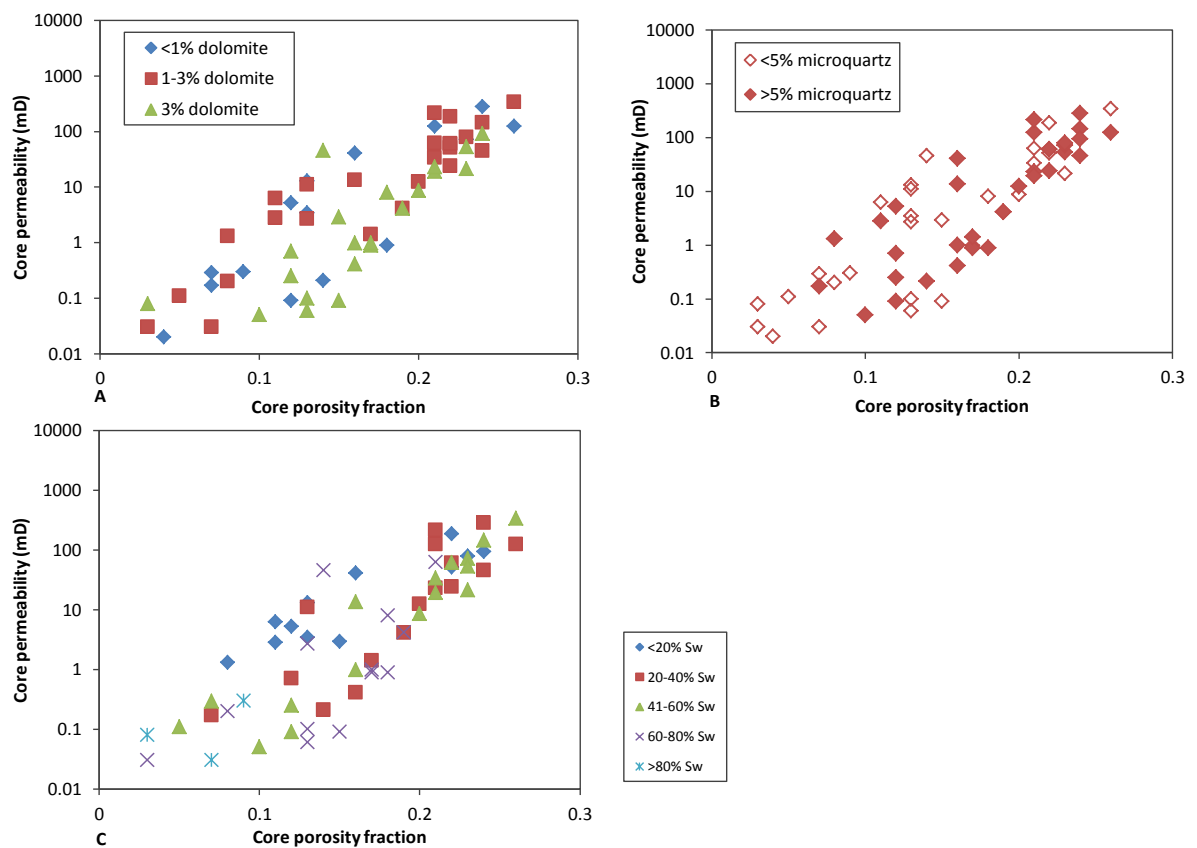 10000
1000
100
10
1
0.1
0.01
Core permeability (mD)
<1% dolomite
1-3% dolomite
3% dolomite
0
0.1
0.2
0.3
A
Core porosity fraction
10000
1000
100
10
1
0.1
0.01
Core permeability (mD)
<5% microquartz
>5% microquartz
0
0.1
0.2
0.3
B
Core porosity fraction
10000
1000
100
10
1
0.1
0.01
Core permeability (mD)
0
0.1
0.2
0.3
C
Core porosity fraction
<20% Sw
20-40% Sw
41-60% Sw
60-80% Sw
>80% Sw